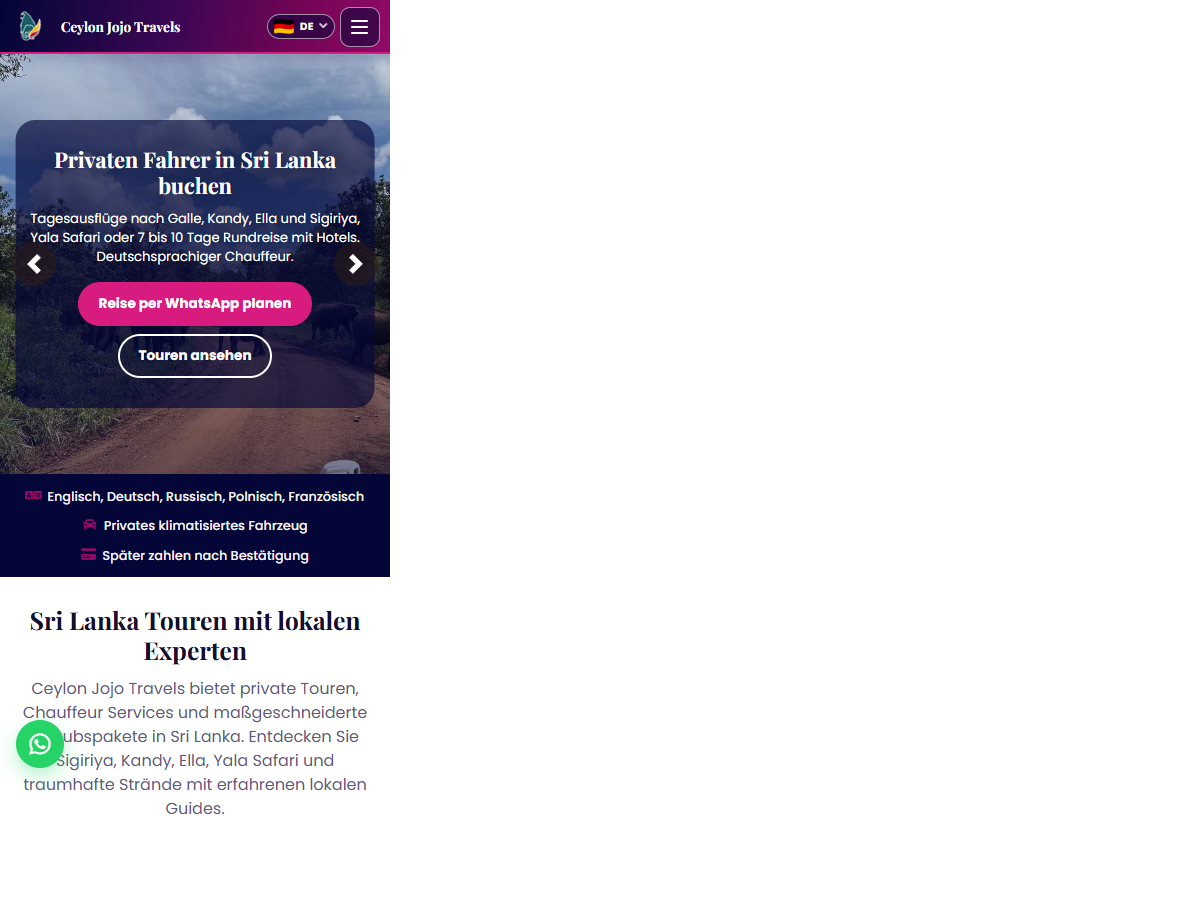 Ceylon Jojo Travels
DE
Privaten Fahrer in Sri Lanka
buchen
Tagesausflüge nach Galle, Kandy, Ella und Sigiriya,
Yala Safari oder 7 bis 10 Tage Rundreise mit Hotels.
Deutschsprachiger Chauffeur.
Reise per WhatsApp planen
Touren ansehen
Englisch, Deutsch, Russisch, Polnisch, Französisch
Privates klimatisiertes Fahrzeug
Später zahlen nach Bestätigung
Sri Lanka Touren mit lokalen
Experten
Ceylon Jojo Travels bietet private Touren,
Chauffeur Services und maßgeschneiderte
ubspakete in Sri Lanka. Entdecken Sie
Sigiriya, Kandy, Ella, Yala Safari und
traumhafte Strände mit erfahrenen lokalen
Guides.